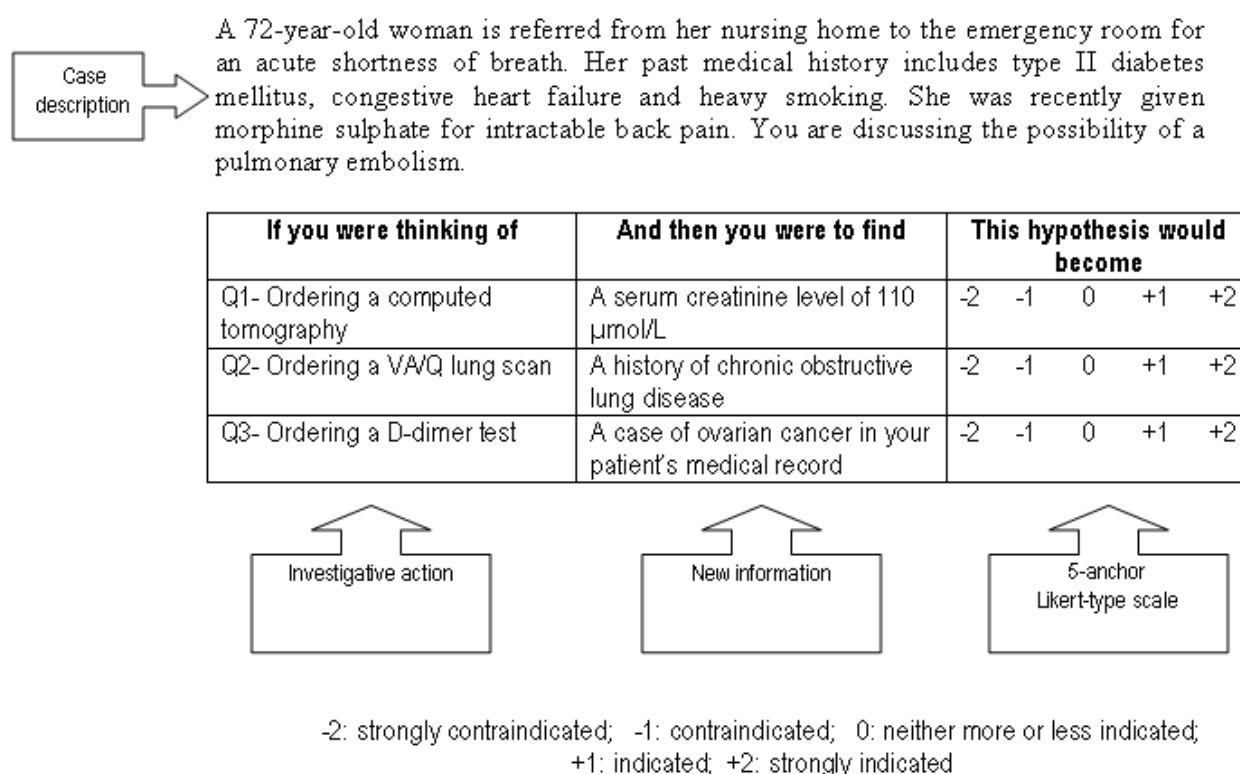 A 72-year-old woman is referred from her nursing home to the emergency room for
an acute shortness of breath. Her past medical history includes type II diabetes
mellitus, congestive heart failure and heavy smoking. She was recently given
morphine sulphate for intractable back pain. You are discussing the possibility of a
pulmonary embolism.
Case
description
If you were thinking of
And then you were to find
This hypothesis would
become
Q1- Ordering a computed
tomography
A serum creatinine level of 110
µmol/L
-2 -1 0 +1 +2
Q2- Ordering a VA/Q lung scan
A history of chronic obstructive
lung disease
-2 -1 0 +1 +2
Q3- Ordering a D-dimer test
A case of ovarian cancer in your
patient's medical record
-2 -1 0 +1 +2
Investigative action
New information
5-anchor
Likert-type scale
-2: strongly contraindicated; -1: contraindicated; 0: neither more or less indicated;
+1: indicated; +2: strongly indicated